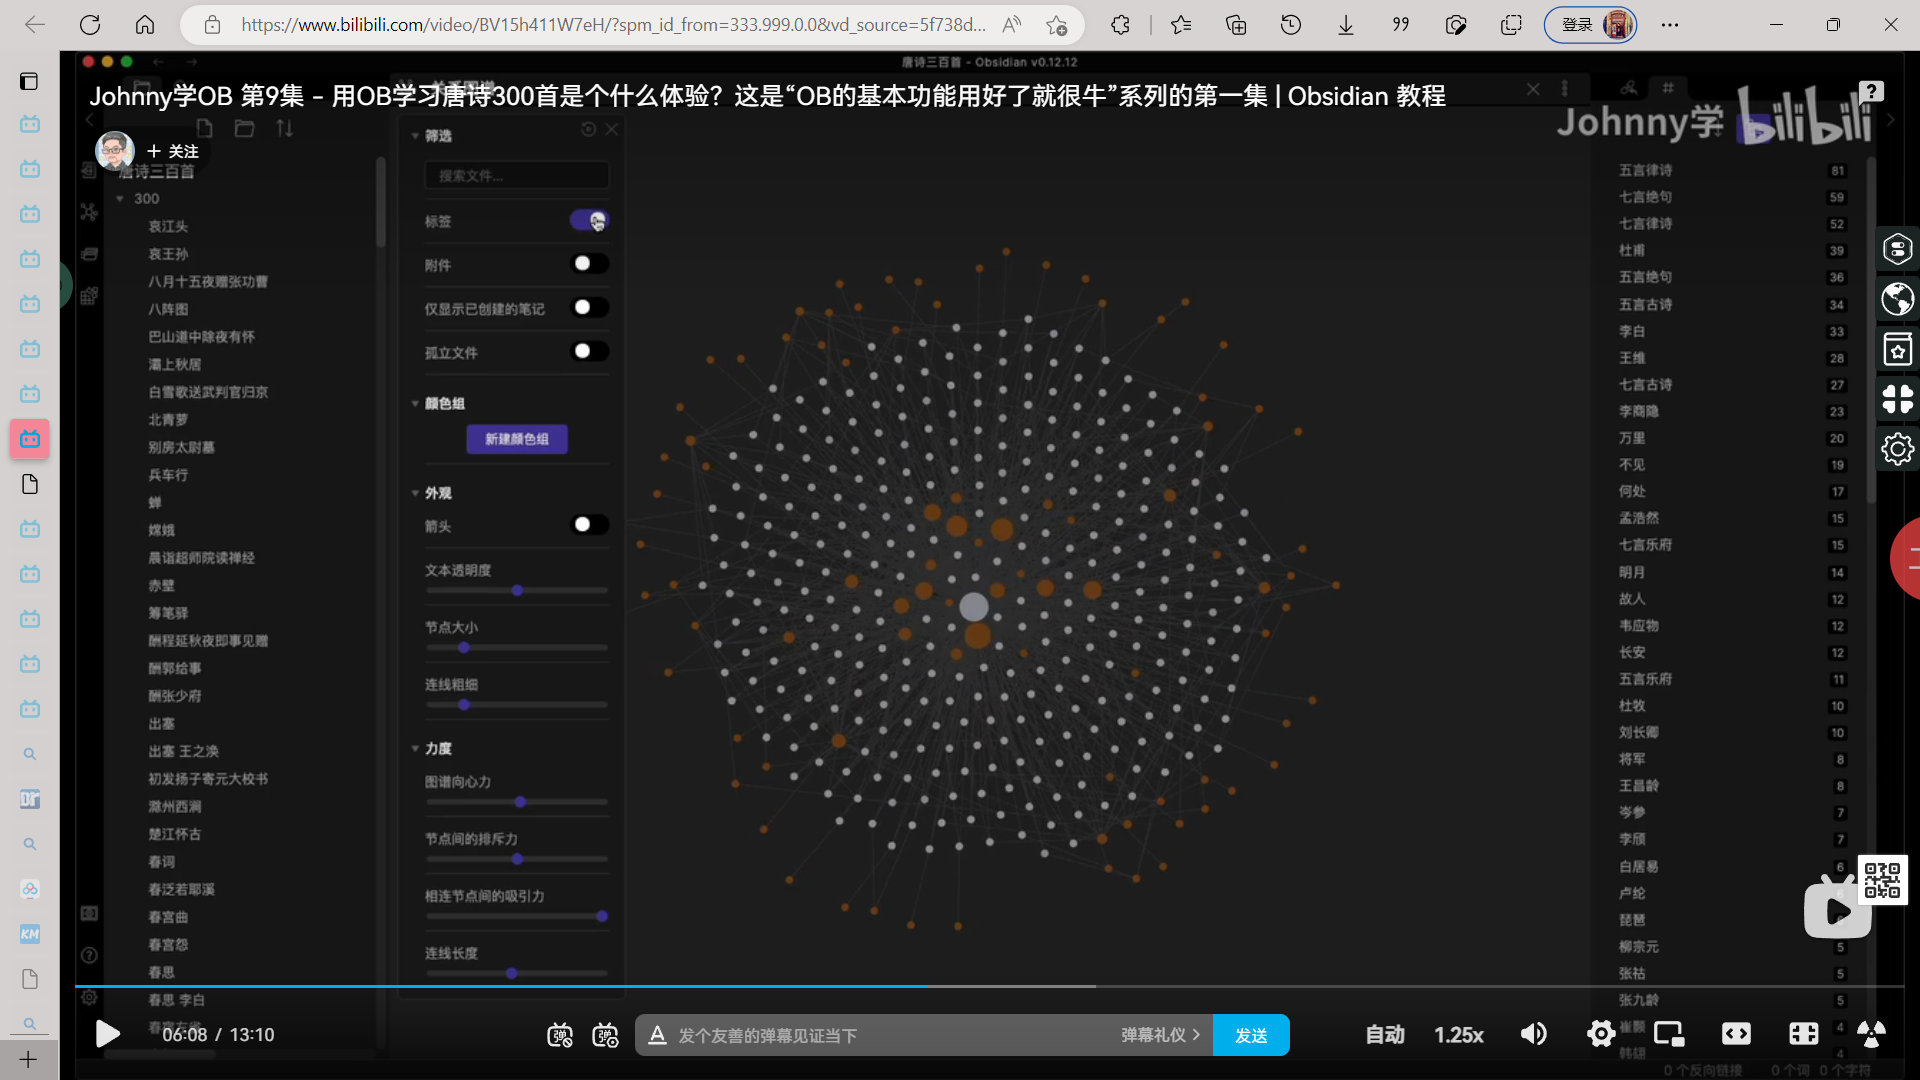 https://www.bilibili.com/video/BV15h411W7eH/?spm_id_from=333.999.0.0&vd_source=5f738d...
登录
唐诗三百首 - Obsidian v0.12.12
Johnny学OB 第9集 - 用OB学习唐诗300首是个什么体验？这是“OB的基本功能用好了就很牛”系列的第一集 | Obsidian 教程
+ 关注
Johnny学
bilibili
唐诗三百首
300
哀江头
哀王孙
八月十五夜赠张功曹
八阵图
巴山道中除夜有怀
灞上秋居
白雪歌送武判官归京
北青萝
别房太尉墓
兵车行
蝉
嫦娥
晨诣超师院读禅经
赤壁
筹笔驿
酬程延秋夜即事见赠
酬郭给事
酬张少府
出塞
出塞 王之涣
初发扬子寄元大校书
滁州西涧
楚江怀古
春词
春泛若耶溪
春宫曲
春宫怨
春思
春思 李白
筛选
搜索文件...
标签
附件
仅显示已创建的笔记
孤立文件
颜色组
新建颜色组
外观
箭头
文本透明度
节点大小
连线粗细
力度
图谱向心力
节点间的排斥力
相连节点间的吸引力
连线长度
五言律诗 81
七言绝句 59
七言律诗 52
杜甫 39
五言绝句 36
五言古诗 34
李白 33
王维 28
七言古诗 27
李商隐 23
万里 20
不见 19
何处 17
孟浩然 15
七言乐府 15
明月 14
故人 12
韦应物 12
长安 12
五言乐府 11
杜牧 10
刘长卿 10
将军 8
王昌龄 8
岑参 7
李颀 7
白居易 6
卢纶
琵琶
柳宗元 5
张祜 5
张九龄 5
崔颢 4
韩翃 4
06:08 / 13:10
弹
弹
A 发个友善的弹幕见证当下
弹幕礼仪 >
发送
自动
1.25x
0 个反向链接 0 个词 0 个字符
KM